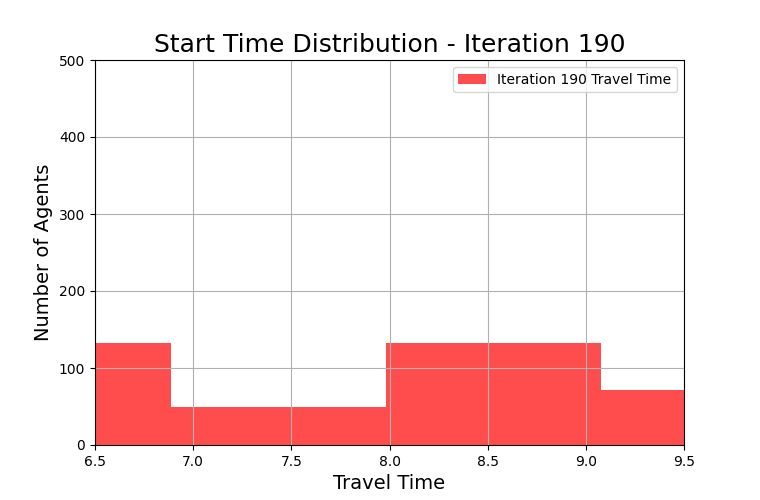 Start Time Distribution - Iteration 190
Iteration 190 Travel Time
Number of Agents
500
400
300
200
100
0
6.5 7.0 7.5 8.0 8.5 9.0 9.5
Travel Time